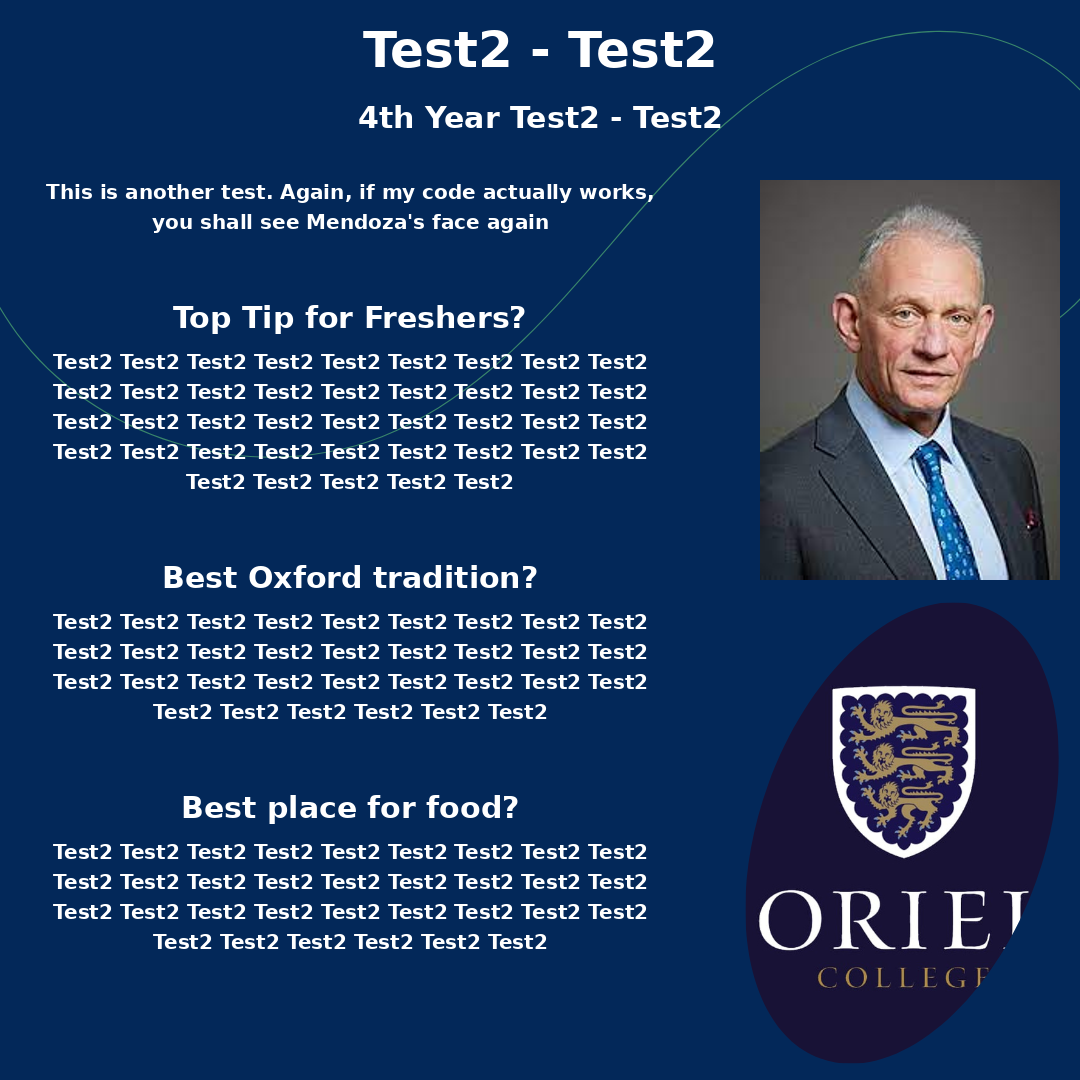 Test2 - Test2
4th Year Test2 - Test2
This is another test. Again, if my code actually works,
you shall see Mendoza's face again
Top Tip for Freshers?
Test2 Test2 Test2 Test2 Test2 Test2 Test2 Test2 Test2
Test2 Test2 Test2 Test2 Test2 Test2 Test2 Test2 Test2
Test2 Test2 Test2 Test2 Test2 Test2 Test2 Test2 Test2
Test2 Test2 Test2 Test2 Test2 Test2 Test2 Test2 Test2
Test2 Test2 Test2 Test2 Test2
Best Oxford tradition?
Test2 Test2 Test2 Test2 Test2 Test2 Test2 Test2 Test2
Test2 Test2 Test2 Test2 Test2 Test2 Test2 Test2 Test2
Test2 Test2 Test2 Test2 Test2 Test2 Test2 Test2 Test2
Test2 Test2 Test2 Test2 Test2 Test2
Best place for food?
Test2 Test2 Test2 Test2 Test2 Test2 Test2 Test2 Test2
Test2 Test2 Test2 Test2 Test2 Test2 Test2 Test2 Test2
Test2 Test2 Test2 Test2 Test2 Test2 Test2 Test2 Test2
Test2 Test2 Test2 Test2 Test2 Test2
ORIEL
COLLEGE